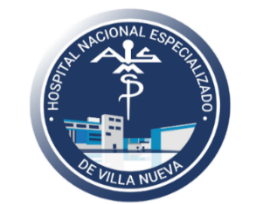 HOSPITAL NACIONAL ESPECIALIZADO
DE VILLA NUEVA